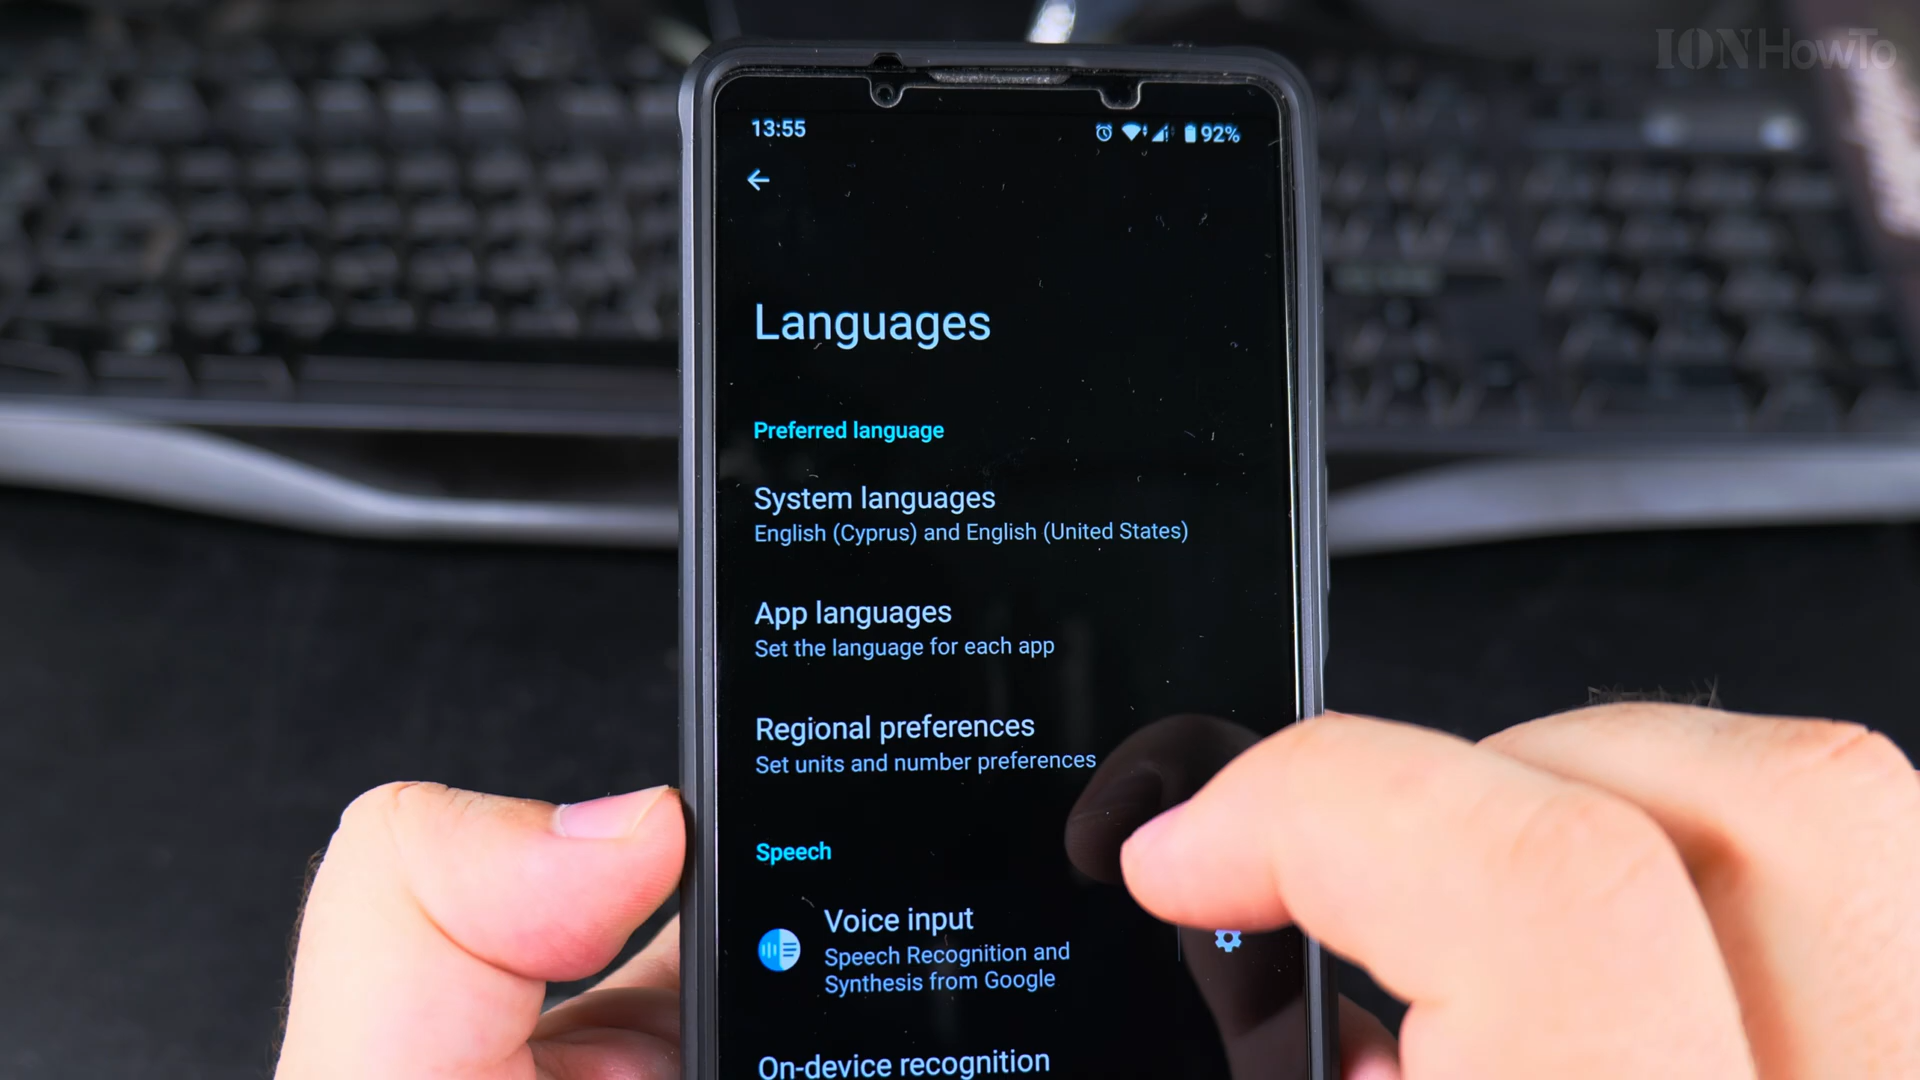 IONHowTo
13:55
92%
Languages
Preferred language
System languages
English (Cyprus) and English (United States)
App languages
Set the language for each app
Regional preferences
Set units and number preferences
Speech
Voice input
Speech Recognition and
Synthesis from Google
On-device recognition